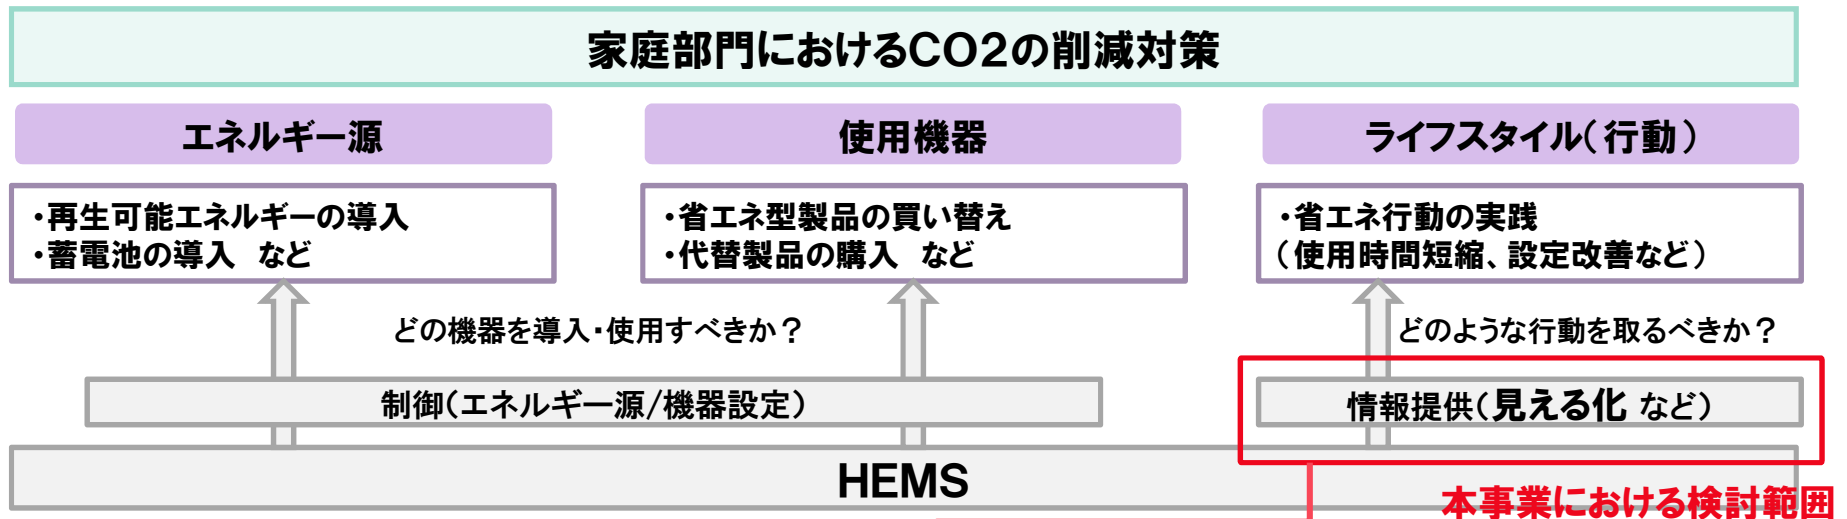 家庭部門におけるCO2の削減対策
エネルギー源
使用機器
ライフスタイル(行動)
・再生可能エネルギーの導入
・蓄電池の導入 など
・省エネ型製品の買い替え
・代替製品の購入 など
・省エネ行動の実践
(使用時間短縮、設定改善など)
どの機器を導入・使用すべきか?
どのような行動を取るべきか?
制御(エネルギー源/機器設定)
情報提供(見える化 など)
HEMS
本事業における検討範囲